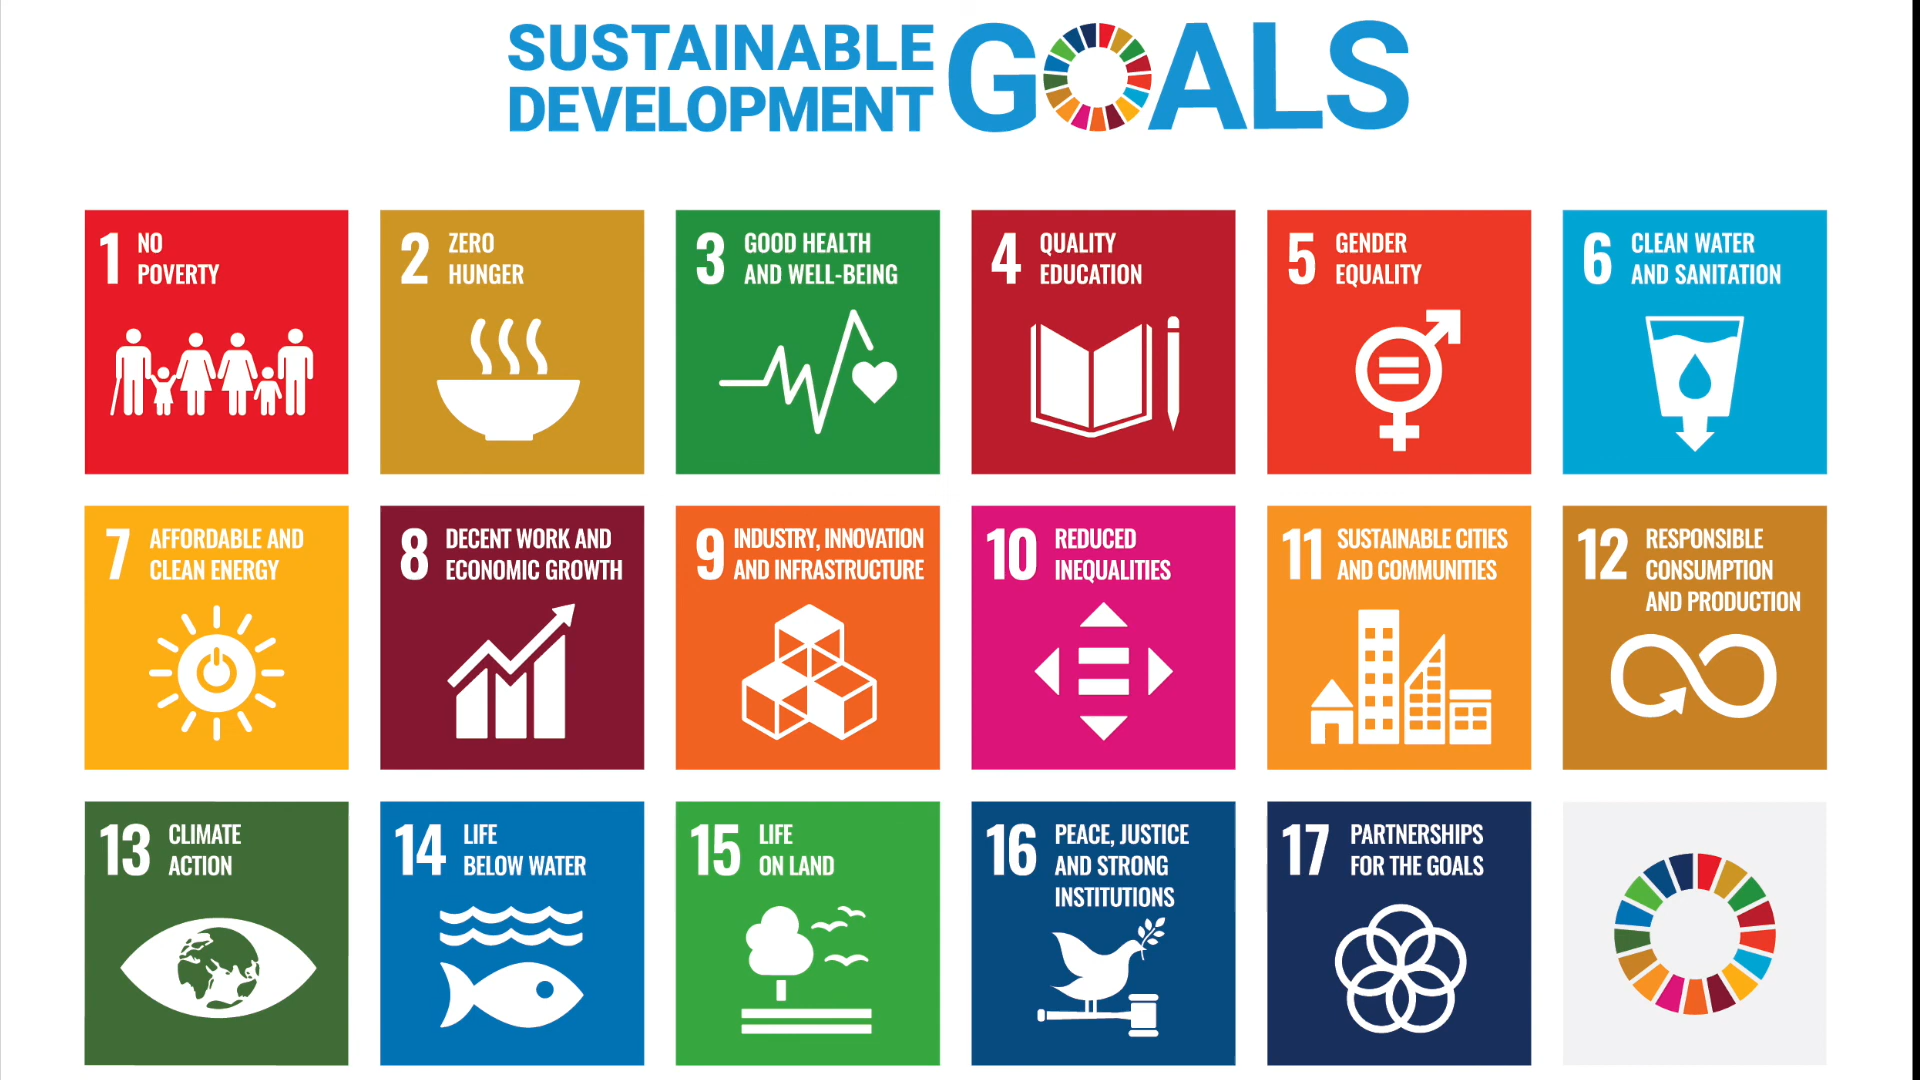 SUSTAINABLE
DEVELOPMENT
GOALS
1 NO
POVERTY
2 ZERO
HUNGER
3 GOOD HEALTH
AND WELL-BEING
4 QUALITY
EDUCATION
5 GENDER
EQUALITY
6 CLEAN WATER
AND SANITATION
7 AFFORDABLE AND
CLEAN ENERGY
8 DECENT WORK AND
ECONOMIC GROWTH
9 INDUSTRY, INNOVATION
AND INFRASTRUCTURE
10 REDUCED
INEQUALITIES
11 SUSTAINABLE CITIES
AND COMMUNITIES
12 RESPONSIBLE
CONSUMPTION
AND PRODUCTION
13 CLIMATE
ACTION
14 LIFE
BELOW WATER
15 LIFE
ON LAND
16 PEACE, JUSTICE
AND STRONG
INSTITUTIONS
17 PARTNERSHIPS
FOR THE GOALS